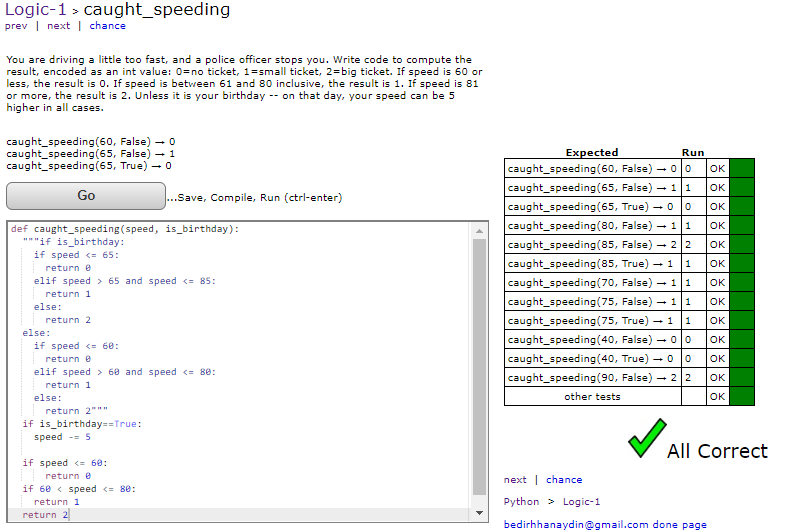 Logic-1 > caught_speeding
prev | next | chance
You are driving a little too fast, and a police officer stops you. Write code to compute the
result, encoded as an int value: 0=no ticket, 1=small ticket, 2=big ticket. If speed is 60 or
less, the result is 0. If speed is between 61 and 80 inclusive, the result is 1. If speed is 81
or more, the result is 2. Unless it is your birthday -- on that day, your speed can be 5
higher in all cases.
caught_speeding(60, False) → 0
caught_speeding(65, False) → 1
caught_speeding(65, True) → 0
Go
...Save, Compile, Run (ctrl-enter)
def caught_speeding(speed, is_birthday):
  """if is_birthday:
    if speed <= 65:
      return 0
    elif speed > 65 and speed <= 85:
      return 1
    else:
      return 2
  else:
    if speed <= 60:
      return 0
    elif speed > 60 and speed <= 80:
      return 1
    else:
      return 2"""
  if is_birthday==True:
    speed -= 5
  if speed <= 60:
      return 0
  if 60 < speed <= 80:
    return 1
  return 2
Expected Run
caught_speeding(60, False) → 0 0 OK
caught_speeding(65, False) → 1 1 OK
caught_speeding(65, True) → 0 0 OK
caught_speeding(80, False) → 1 1 OK
caught_speeding(85, False) → 2 2 OK
caught_speeding(85, True) → 1 1 OK
caught_speeding(70, False) → 1 1 OK
caught_speeding(75, False) → 1 1 OK
caught_speeding(75, True) → 1 1 OK
caught_speeding(40, False) → 0 0 OK
caught_speeding(40, True) → 0 0 OK
caught_speeding(90, False) → 2 2 OK
other tests OK
All Correct
next | chance
Python > Logic-1
bedirhhanaydin@gmail.com done page